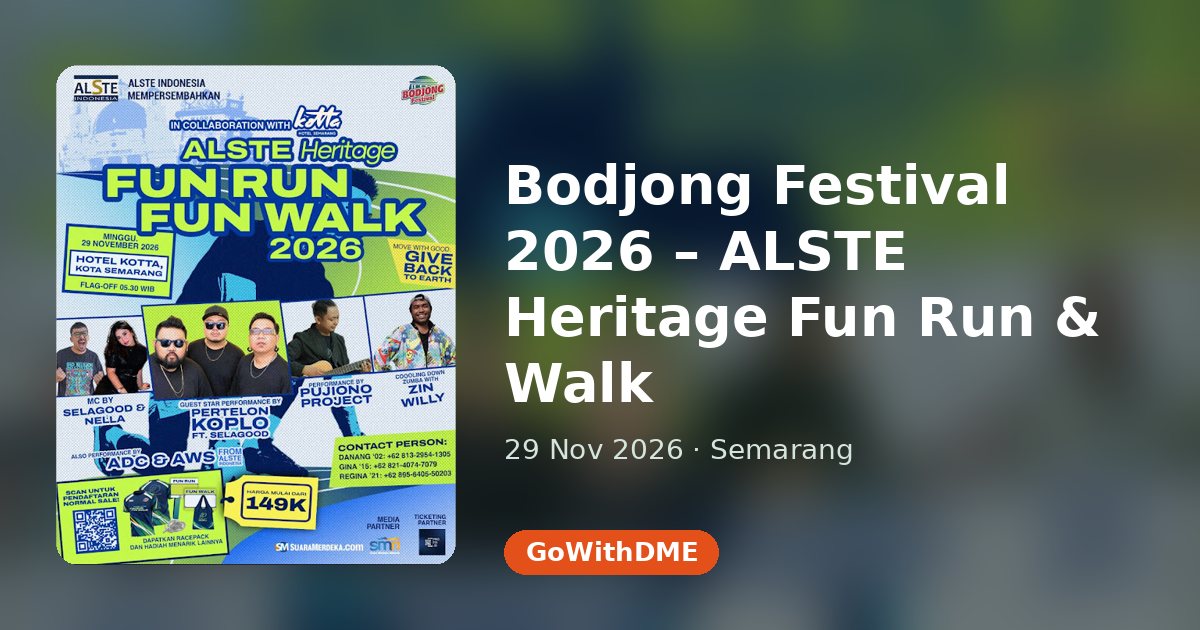 ALSTE
INDONESIA
ALSTE INDONESIA
MEMPERSEMBAHKAN
BODJONG
Festival
IN COLLABORATION WITH kotta
HOTEL SEMARANG
ALSTE Heritage
FUN RUN
FUN WALK
2026
MINGGU,
29 NOVEMBER 2026
HOTEL KOTTA,
KOTA SEMARANG
FLAG-OFF 05.30 WIB
MOVE WITH GOOD
GIVE
BACK
TO EARTH
MC BY
SELAGOOD &
NELLA
GUEST STAR PERFORMANCE BY
PERTELON
KOPLO
FT. SELAGOOD
PERFORMANCE BY
PUJIONO
PROJECT
COOLING DOWN
ZUMBA WITH
ZIN
WILLY
ALSO PERFORMANCE BY
ADC & AWS
FROM
ALSTE
INDONESIA
CONTACT PERSON:
DANANG '02: +62 813-2954-1305
GINA '15: +62 821-4074-7079
REGINA '21: +62 895-6405-50203
SCAN UNTUK
PENDAFTARAN
NORMAL SALE!
FUN RUN
FUN WALK
DAPATKAN RACEPACK
DAN HADIAH MENARIK LAINNYA
HARGA MULAI DARI
149K
MEDIA
PARTNER
TICKETING
PARTNER
SM SUARAMERDEKA.COM
Bodjong Festival
2026 – ALSTE
Heritage Fun Run &
Walk
29 Nov 2026 · Semarang
GoWithDME